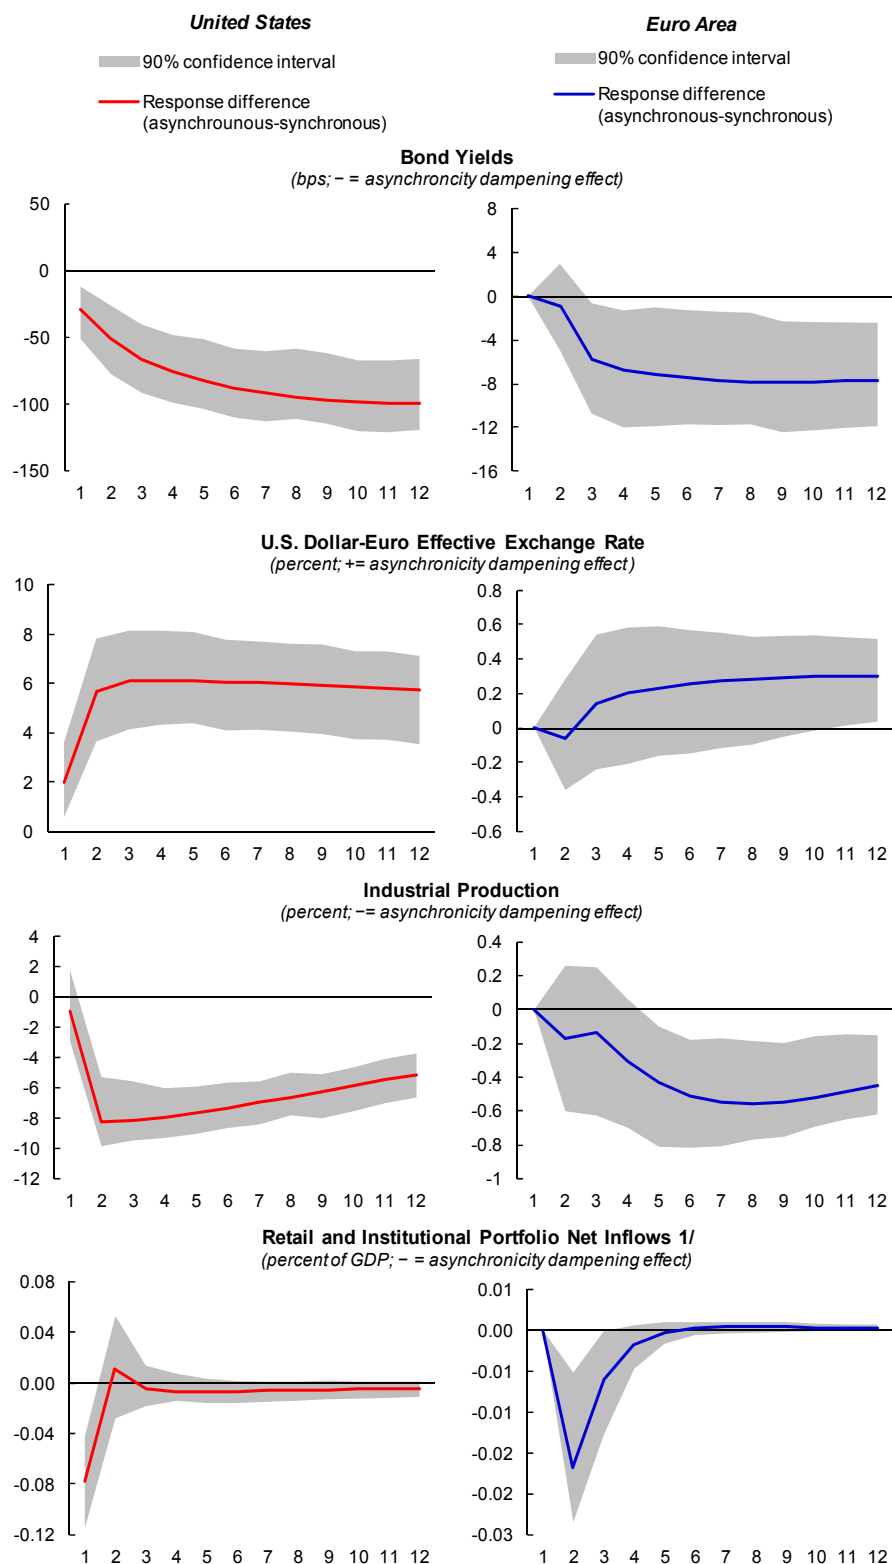 United States
Euro Area
90% confidence interval
90% confidence interval
Response difference
(asynchrounous-synchronous)
Response difference
(asynchronous-synchronous)
Bond Yields
(bps; − = asynchroncity dampening effect)
50
0
-50
-100
-150
1 2 3 4 5 6 7 8 9 10 11 12
8
4
0
-4
-8
-12
-16
1 2 3 4 5 6 7 8 9 10 11 12
U.S. Dollar-Euro Effective Exchange Rate
(percent; += asynchronicity dampening effect )
10
8
6
4
2
0
1 2 3 4 5 6 7 8 9 10 11 12
0.8
0.6
0.4
0.2
0
-0.2
-0.4
-0.6
1 2 3 4 5 6 7 8 9 10 11 12
Industrial Production
(percent; −= asynchronicity dampening effect)
4
2
0
-2
-4
-6
-8
-10
-12
1 2 3 4 5 6 7 8 9 10 11 12
0.4
0.2
0
-0.2
-0.4
-0.6
-0.8
-1
1 2 3 4 5 6 7 8 9 10 11 12
Retail and Institutional Portfolio Net Inflows 1/
(percent of GDP; − = asynchronicity dampening effect)
0.08
0.04
0.00
-0.04
-0.08
-0.12
1 2 3 4 5 6 7 8 9 10 11 12
0.01
0.00
-0.01
-0.01
-0.02
-0.02
-0.03
1 2 3 4 5 6 7 8 9 10 11 12